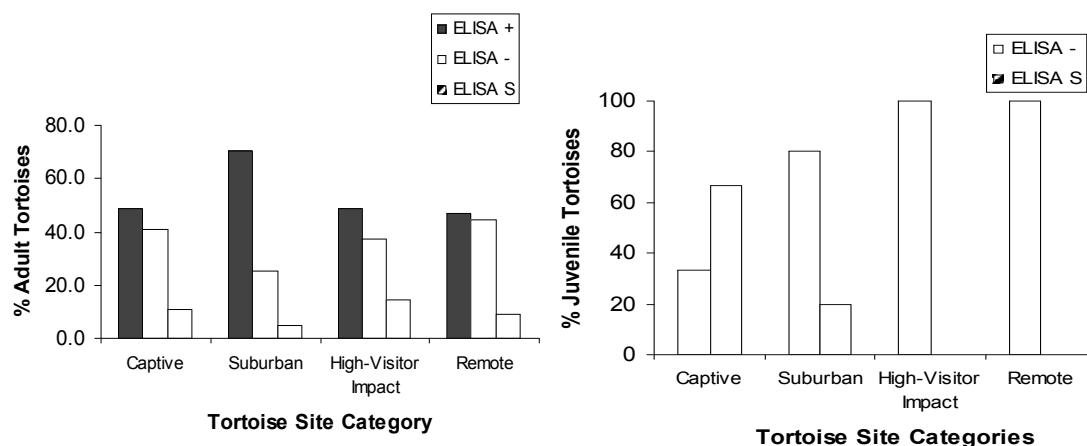 ELISA +
ELISA -
ELISA S
80.0
60.0
40.0
20.0
0.0
% Adult Tortoises
Captive
Suburban
High-Visitor
Impact
Remote
Tortoise Site Category
ELISA -
ELISA S
100
80
60
40
20
0
% Juvenile Tortoises
Captive
Suburban
High-Visitor
Impact
Remote
Tortoise Site Categories